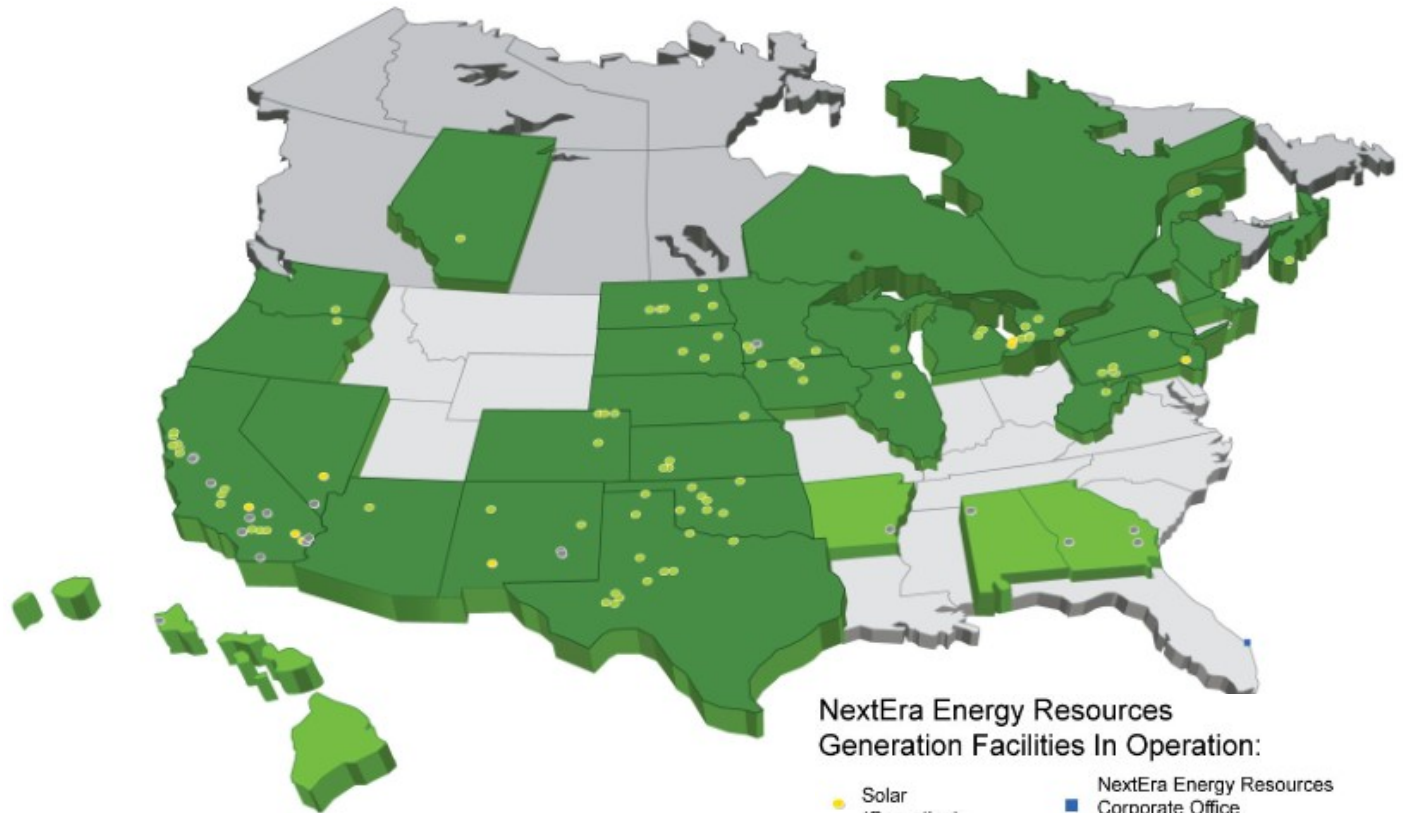 NextEra Energy Resources
Generation Facilities In Operation:
Solar
NextEra Energy Resources
Corporate Office